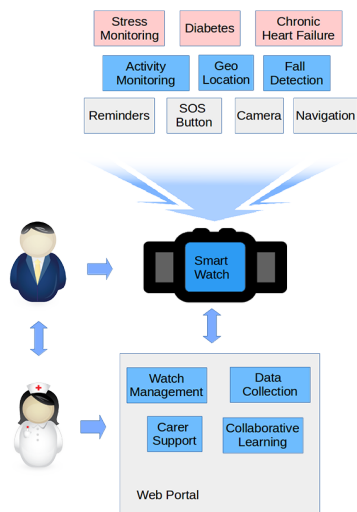 Stress
Monitoring
Diabetes
Chronic
Heart Failure
Activity
Monitoring
Geo
Location
Fall
Detection
Reminders
SOS
Button
Camera
Navigation
Smart
Watch
Watch
Management
Data
Collection
Carer
Support
Collaborative
Learning
Web Portal